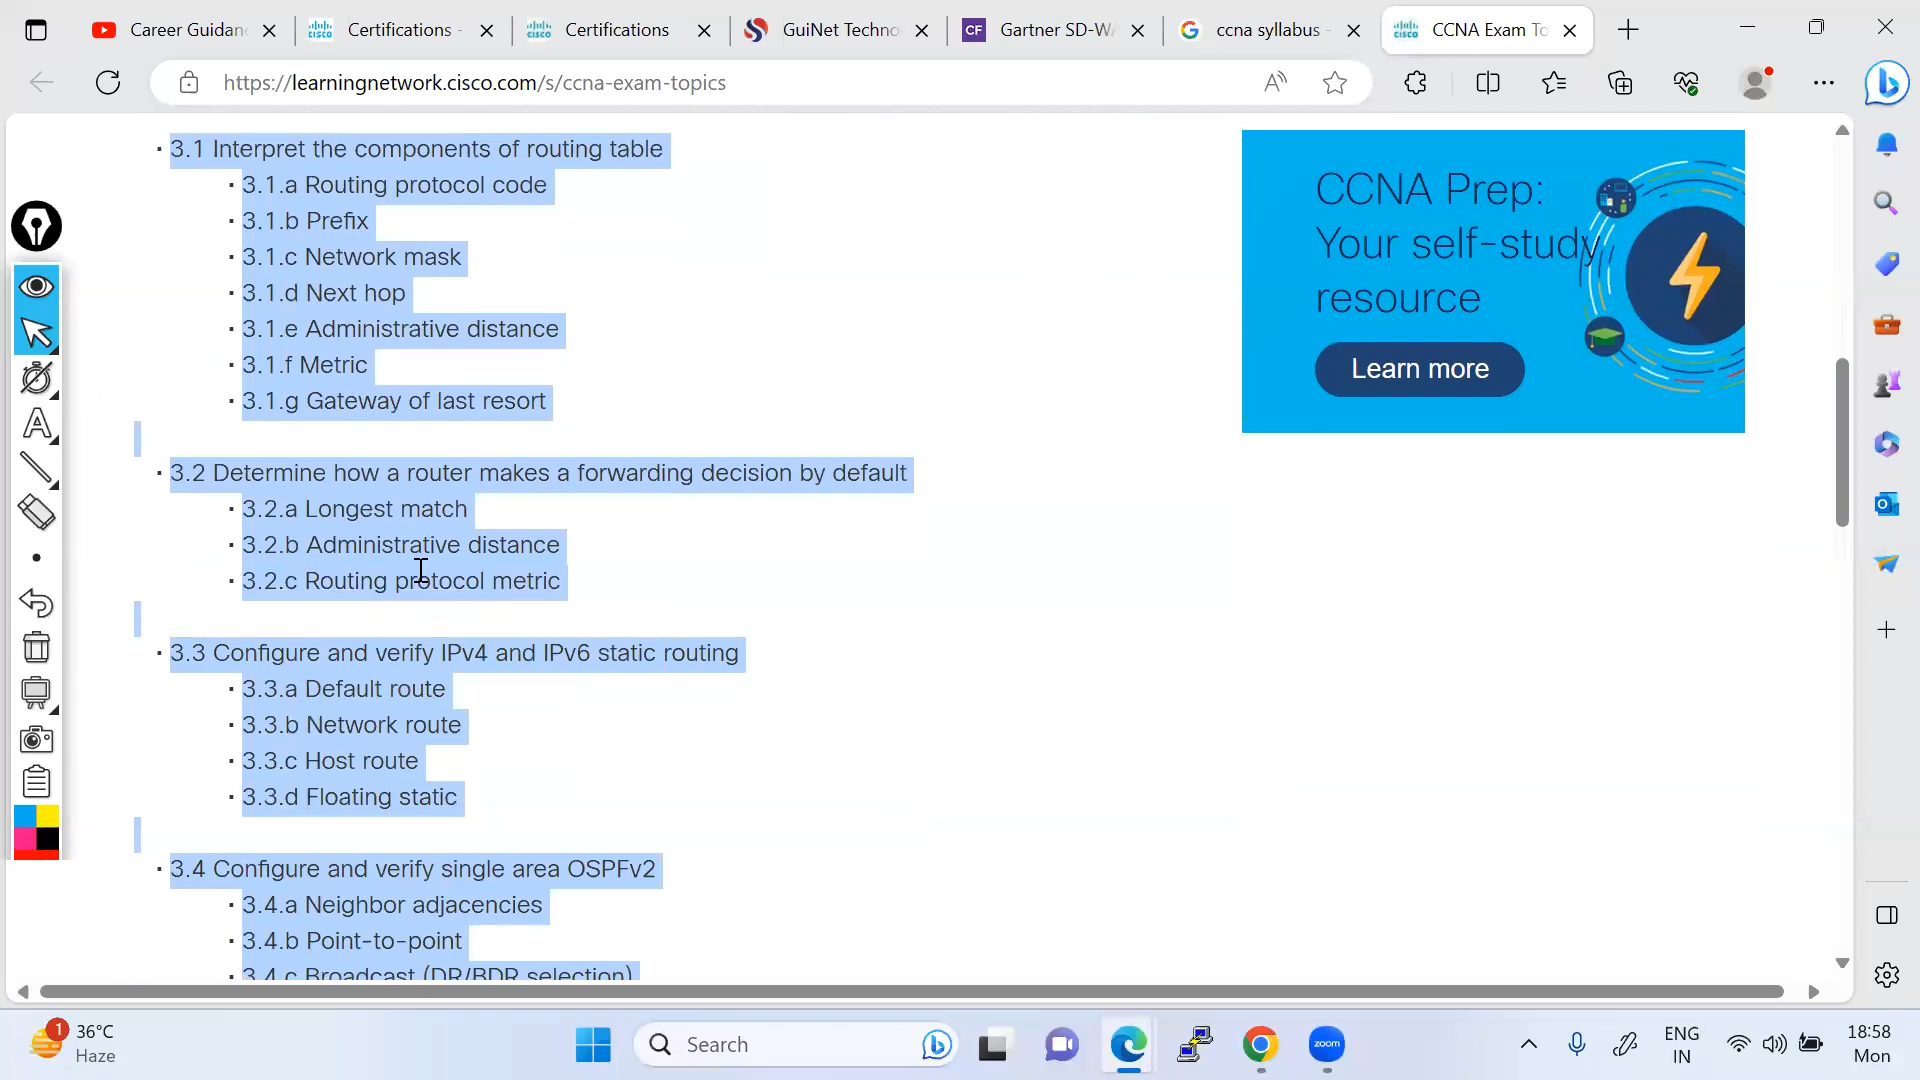 Career Guidan
Certifications -
Certifications
GuiNet Techno
CF
Gartner SD-W
ccna syllabus -
CCNA Exam To
https://learningnetwork.cisco.com/s/ccna-exam-topics
3.1 Interpret the components of routing table
3.1.a Routing protocol code
3.1.b Prefix
3.1.c Network mask
3.1.d Next hop
3.1.e Administrative distance
3.1.f Metric
3.1.g Gateway of last resort
3.2 Determine how a router makes a forwarding decision by default
3.2.a Longest match
3.2.b Administrative distance
3.2.c Routing protocol metric
3.3 Configure and verify IPv4 and IPv6 static routing
3.3.a Default route
3.3.b Network route
3.3.c Host route
3.3.d Floating static
3.4 Configure and verify single area OSPFv2
3.4.a Neighbor adjacencies
3.4.b Point-to-point
3.4.c Broadcast (DR/BDR selection)
CCNA Prep:
Your self-study
resource
Learn more
1
36°C
Haze
Search
zoom
ENG
IN
18:58
Mon